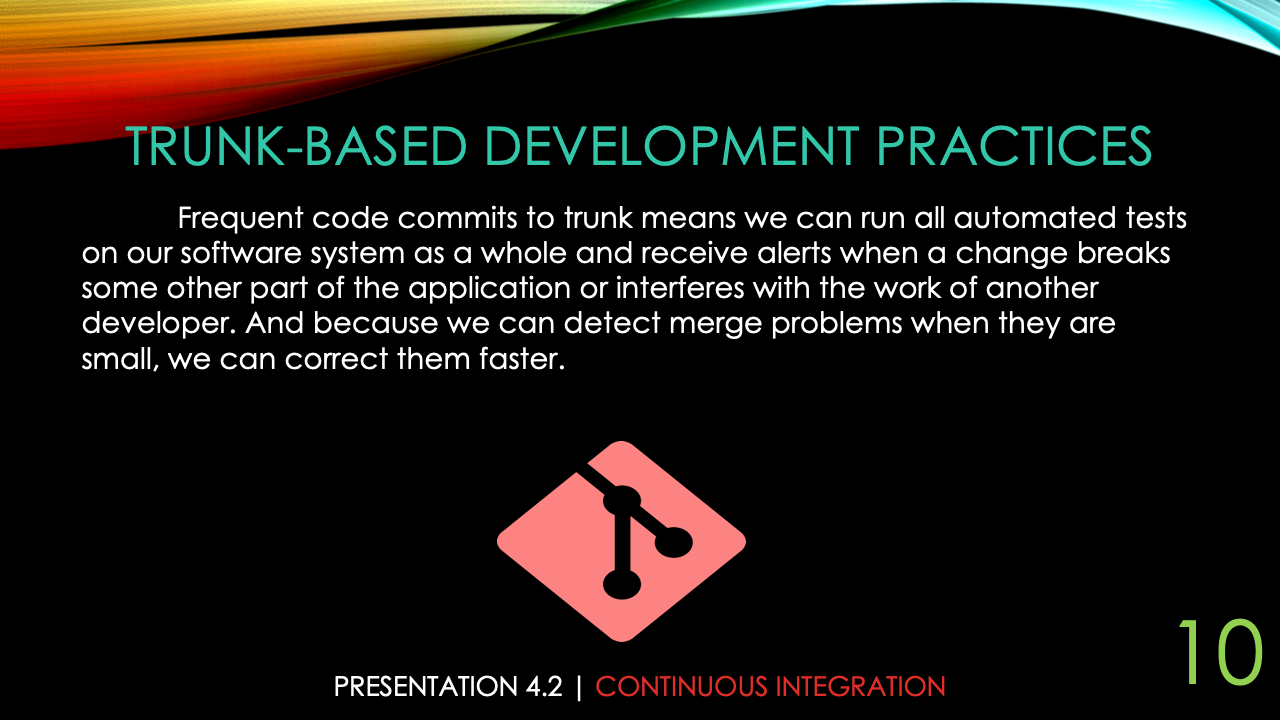 TRUNK-BASED DEVELOPMENT PRACTICES
Frequent code commits to trunk means we can run all automated tests
on our software system as a whole and receive alerts when a change breaks
some other part of the application or interferes with the work of another
developer. And because we can detect merge problems when they are
small, we can correct them faster.
PRESENTATION 4.2 | CONTINUOUS INTEGRATION
10